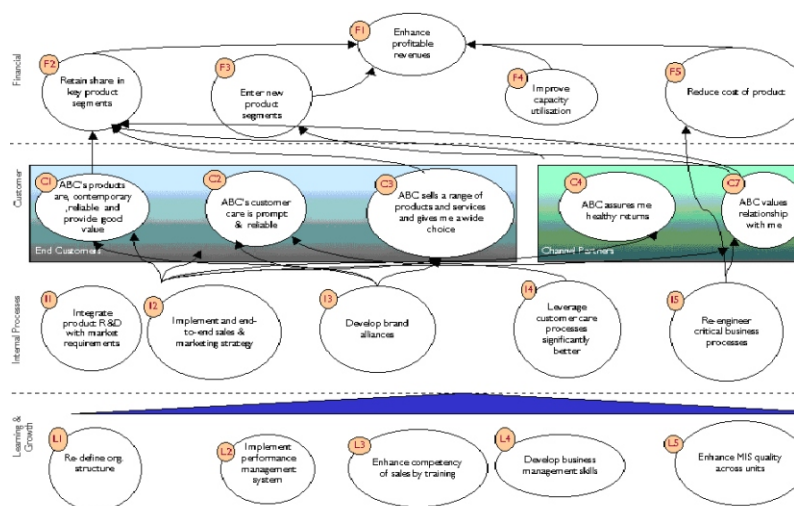 Financial
F1
Enhance
profitable
revenues
F2
Retain share in
key product
segments
F3
Enter new
product
segments
F4
Improve
capacity
utilisation
F5
Reduce cost of product
Customer
C1
ABC's products
are, contemporary
,reliable and
provide good
value
C2
ABC's customer
care is prompt
& reliable
C3
ABC sells a range
of products and
services and
gives me a wide
choice
C4
ABC assures me
healthy returns
C7
ABC values
relationship
with me
End Customers
Channel Partners
Internal Processes
I1
Integrate
product R&D
with market
requirements
I2
Implement and end-
to-end sales &
marketing strategy
I3
Develop brand
alliances
I4
Leverage
customer care
processes
significantly
better
I5
Re-engineer
critical business
processes
Learning &
Growth
L1
Re-define org.
structure
L2
Implement
performance
management
system
L3
Enhance competency
of sales by training
L4
Develop business
management skills
L5
Enhance MIS quality
across units